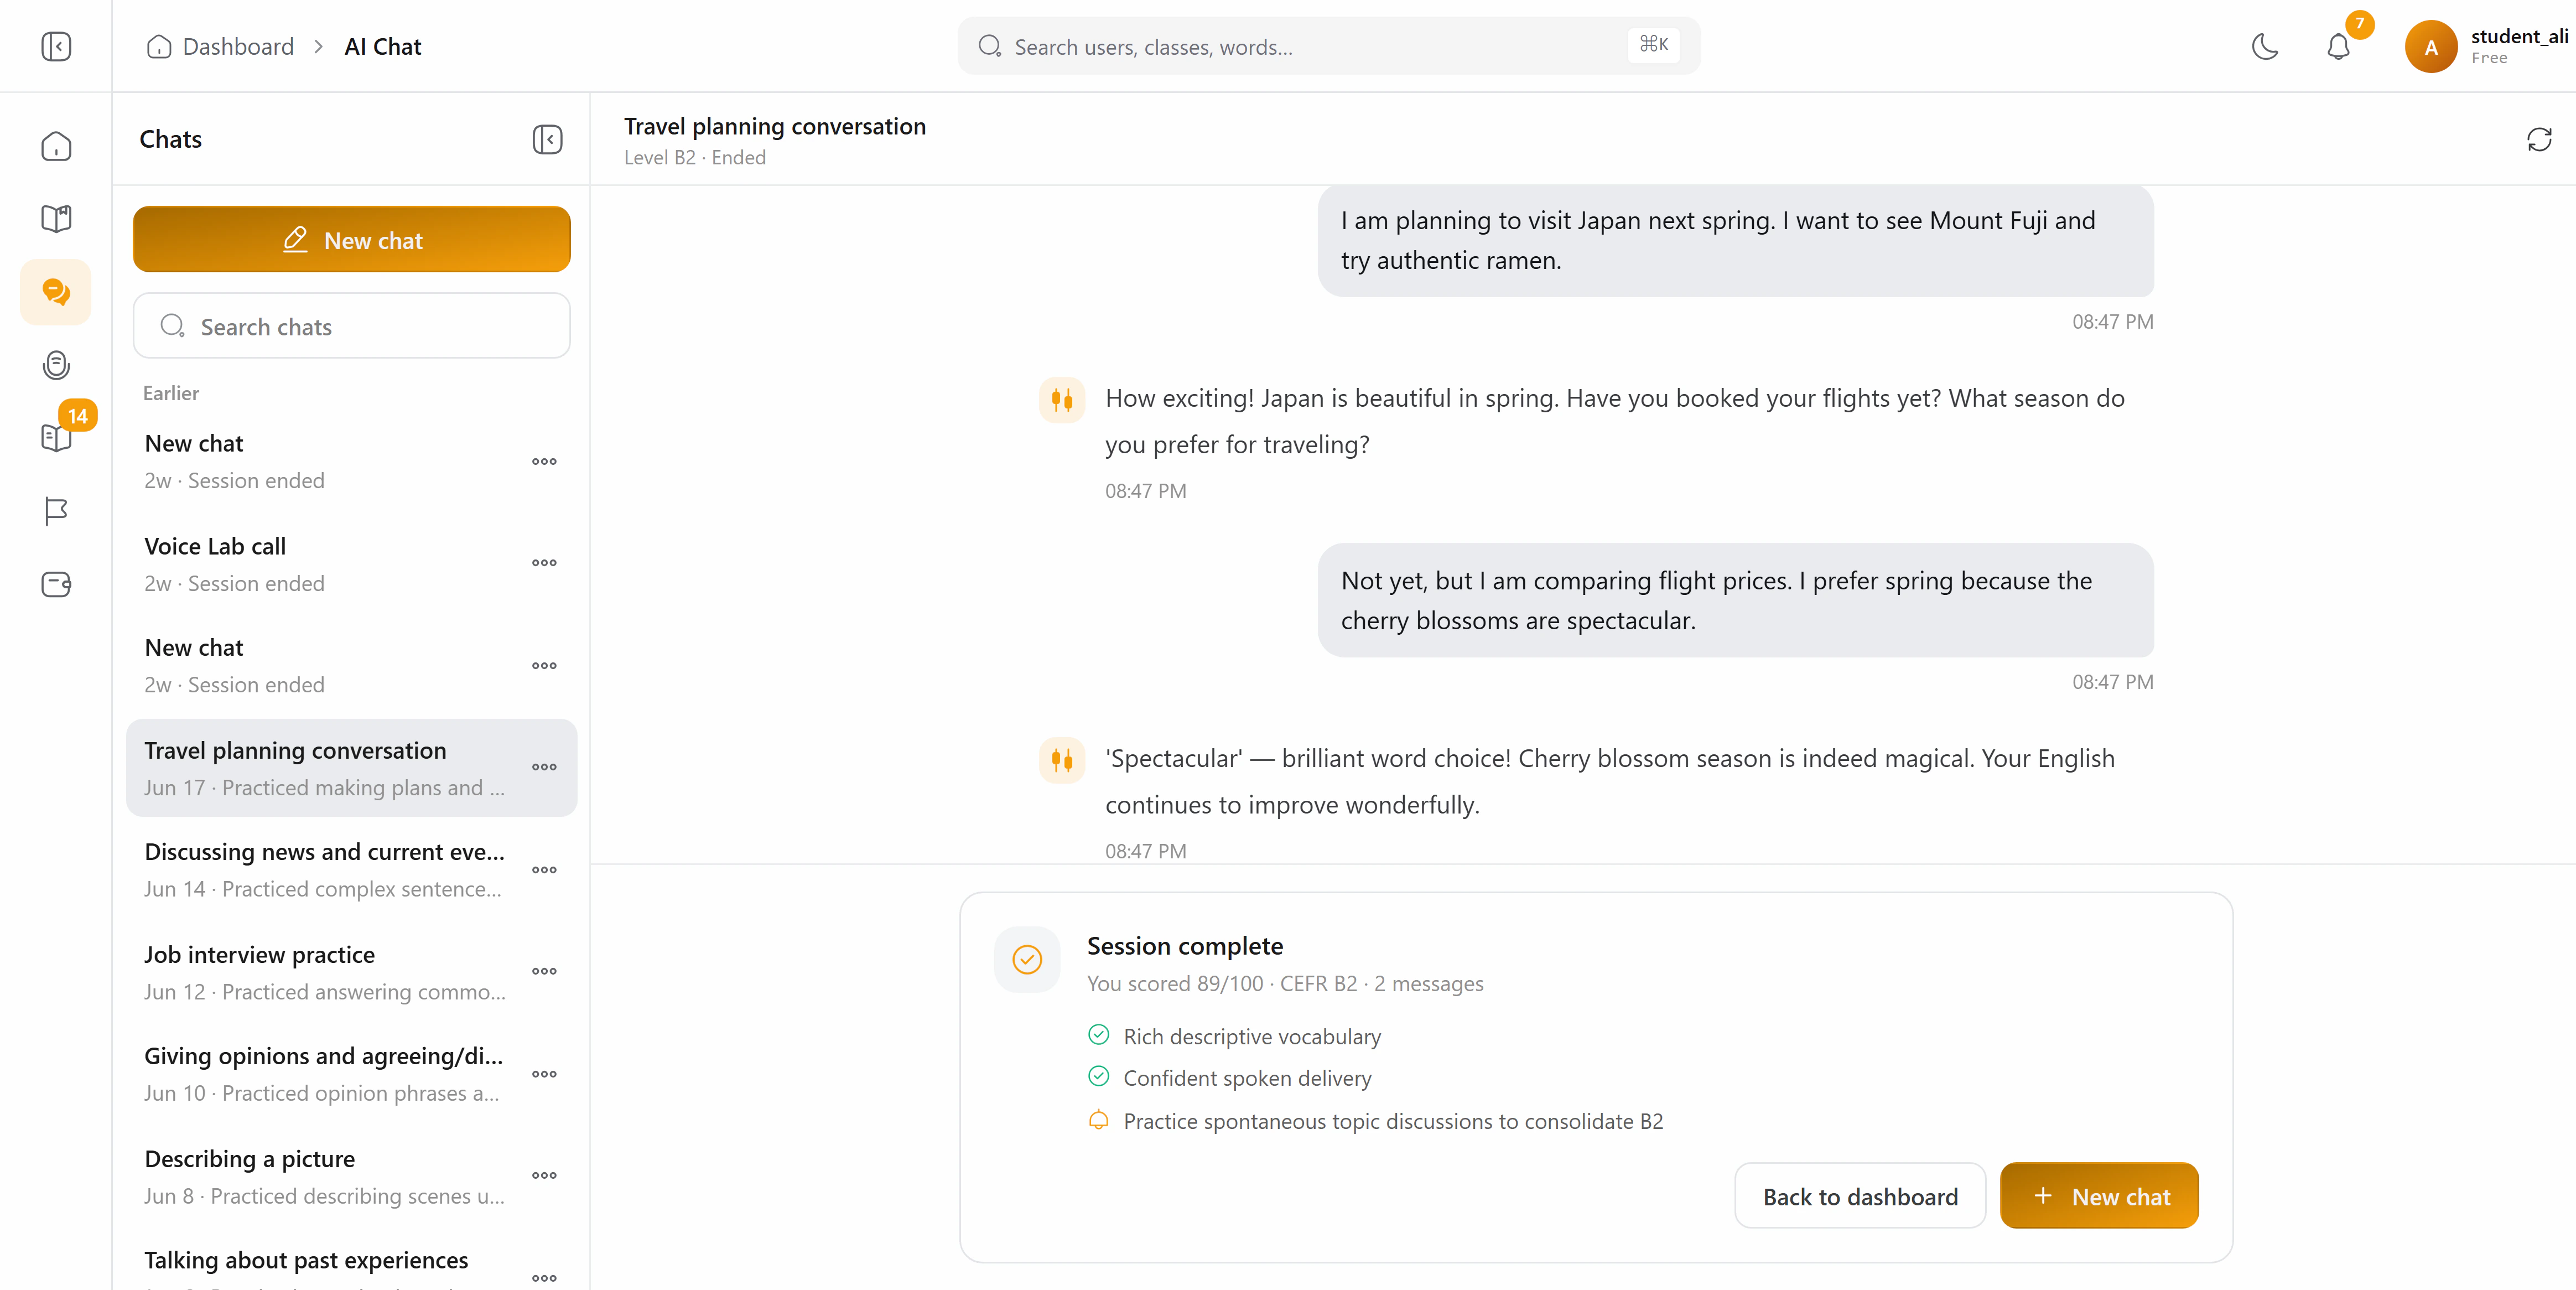 Dashboard > AI Chat
Search users, classes, words...
⌘K
7
A
student_ali
Free
14
Chats
New chat
Search chats
Earlier
New chat
2w · Session ended
Voice Lab call
2w · Session ended
New chat
2w · Session ended
Travel planning conversation
Jun 17 · Practiced making plans and ...
Discussing news and current eve...
Jun 14 · Practiced complex sentence...
Job interview practice
Jun 12 · Practiced answering commo...
Giving opinions and agreeing/di...
Jun 10 · Practiced opinion phrases a...
Describing a picture
Jun 8 · Practiced describing scenes u...
Talking about past experiences
Travel planning conversation
Level B2 · Ended
I am planning to visit Japan next spring. I want to see Mount Fuji and
try authentic ramen.
08:47 PM
How exciting! Japan is beautiful in spring. Have you booked your flights yet? What season do
you prefer for traveling?
08:47 PM
Not yet, but I am comparing flight prices. I prefer spring because the
cherry blossoms are spectacular.
08:47 PM
'Spectacular' — brilliant word choice! Cherry blossom season is indeed magical. Your English
continues to improve wonderfully.
08:47 PM
Session complete
You scored 89/100 · CEFR B2 · 2 messages
Rich descriptive vocabulary
Confident spoken delivery
Practice spontaneous topic discussions to consolidate B2
Back to dashboard
+ New chat